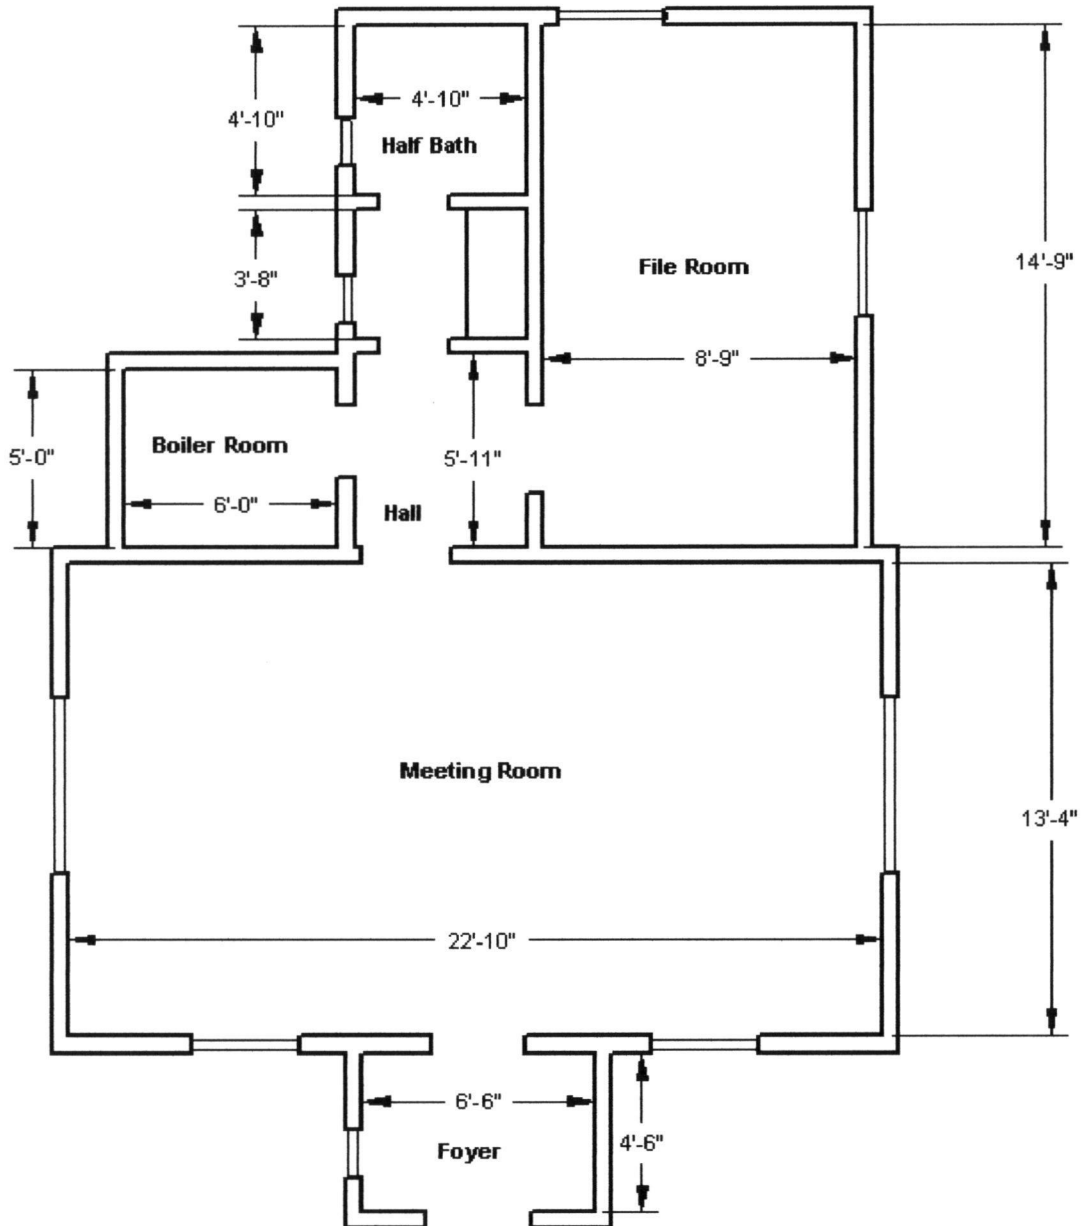 4'-10"
4'-10"
Half Bath
3'-8"
File Room
14'-9"
8'-9"
Boiler Room
5'-0"
5'-11"
6'-0"
Hall
Meeting Room
13'-4"
22'-10"
6'-6"
4'-6"
Foyer